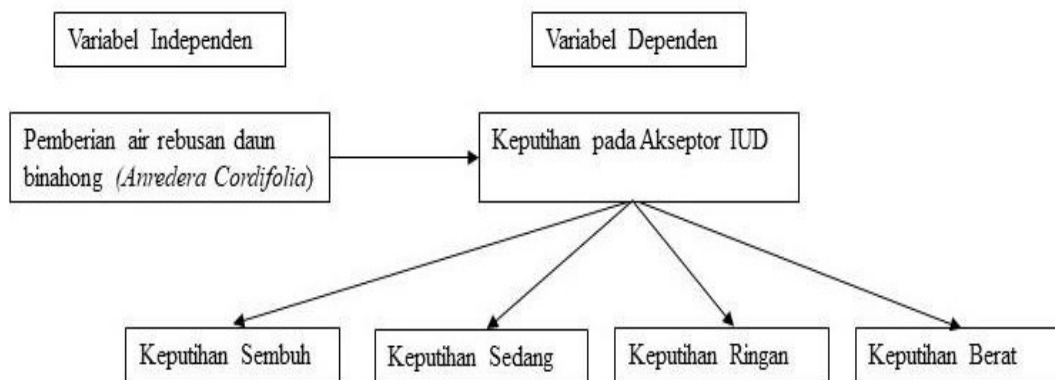 Variabel Independen
Variabel Dependen
Pemberian air rebusan daun
binahong (Anredera Cordifolia)
Keputihan pada Akseptor IUD
Keputihan Sembuh
Keputihan Sedang
Keputihan Ringan
Keputihan Berat